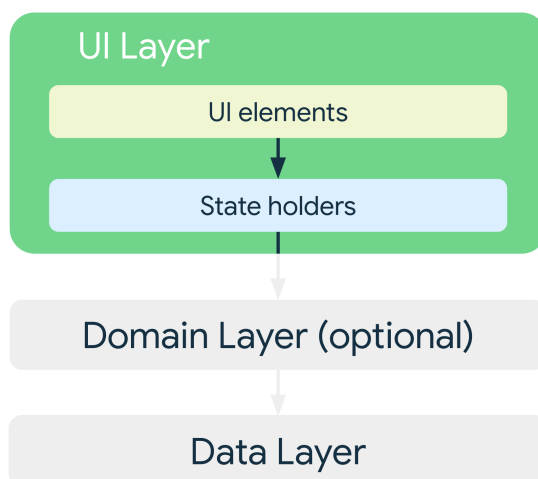 UI Layer
UI elements
State holders
Domain Layer (optional)
Data Layer